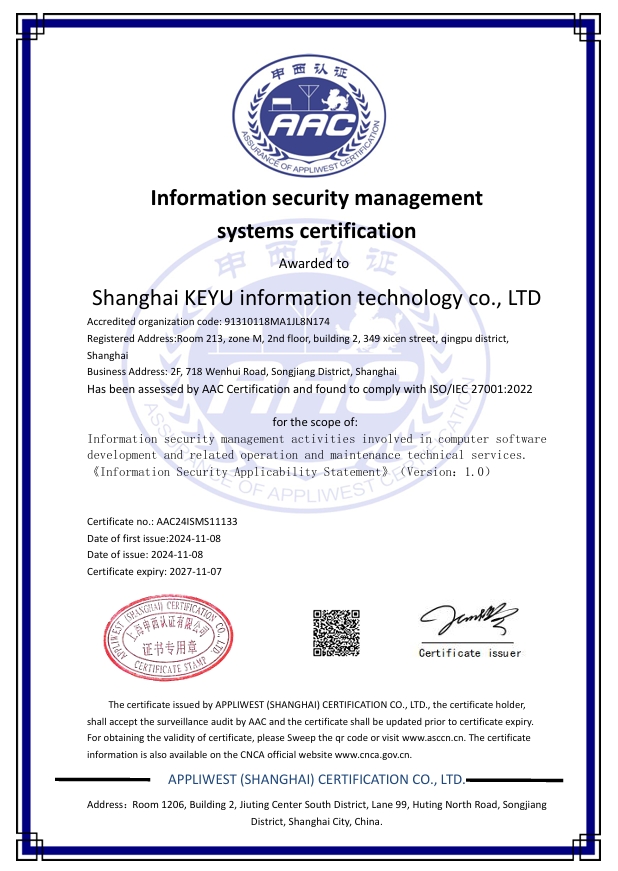 申西认证
AAC
ASSURANCE OF APPLIWEST CERTIFICATION
Information security management
systems certification
Awarded to
Shanghai KEYU information technology co., LTD
Accredited organization code: 91310118MA1JL8N174
Registered Address:Room 213, zone M, 2nd floor, building 2, 349 xicen street, qingpu district,
Shanghai
Business Address: 2F, 718 Wenhui Road, Songjiang District, Shanghai
Has been assessed by AAC Certification and found to comply with ISO/IEC 27001:2022
for the scope of:
Information security management activities involved in computer software
development and related operation and maintenance technical services.
《Information Security Applicability Statement》（Version：1.0）
申西认证
AAC
ASSURANCE OF APPLIWEST CERTIFICATION
Certificate no.: AAC24ISMS11133
Date of first issue:2024-11-08
Date of issue: 2024-11-08
Certificate expiry: 2027-11-07
APPLIWEST (SHANGHAI) CERTIFICATION CO., LTD.
上海申西认证有限公司
证书专用章
CERTIFICATE STAMP
Certificate issuer
The certificate issued by APPLIWEST (SHANGHAI) CERTIFICATION CO., LTD., the certificate holder,
shall accept the surveillance audit by AAC and the certificate shall be updated prior to certificate expiry.
For obtaining the validity of certificate, please Sweep the qr code or visit www.asccn.cn. The certificate
information is also available on the CNCA official website www.cnca.gov.cn.
APPLIWEST (SHANGHAI) CERTIFICATION CO., LTD.
Address：Room 1206, Building 2, Jiuting Center South District, Lane 99, Huting North Road, Songjiang
District, Shanghai City, China.